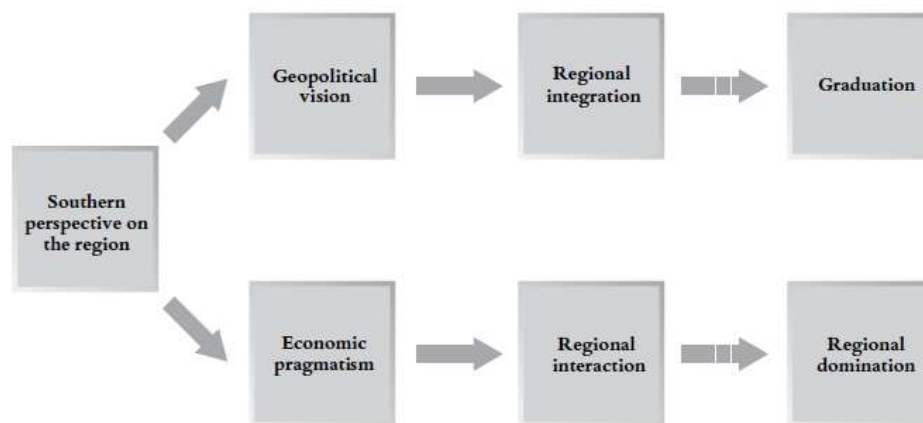 Geopolitical
vision
Regional
integration
Graduation
Southern
perspective on
the region
Economic
pragmatism
Regional
interaction
Regional
domination